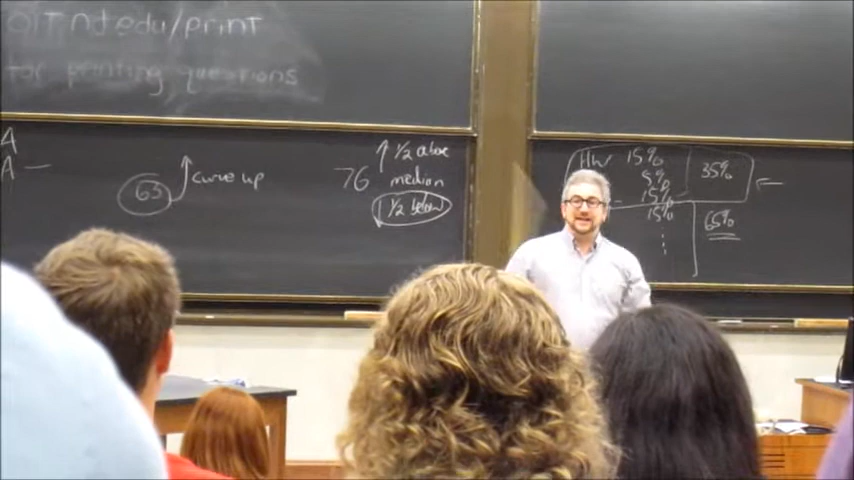 nd.edu/print
for printing questions
A
A-
63 curve up
76 ↑ 1/2 above
median
↓ 1/2 below
HW 15%
5%
15%
15%
35% ←
65%